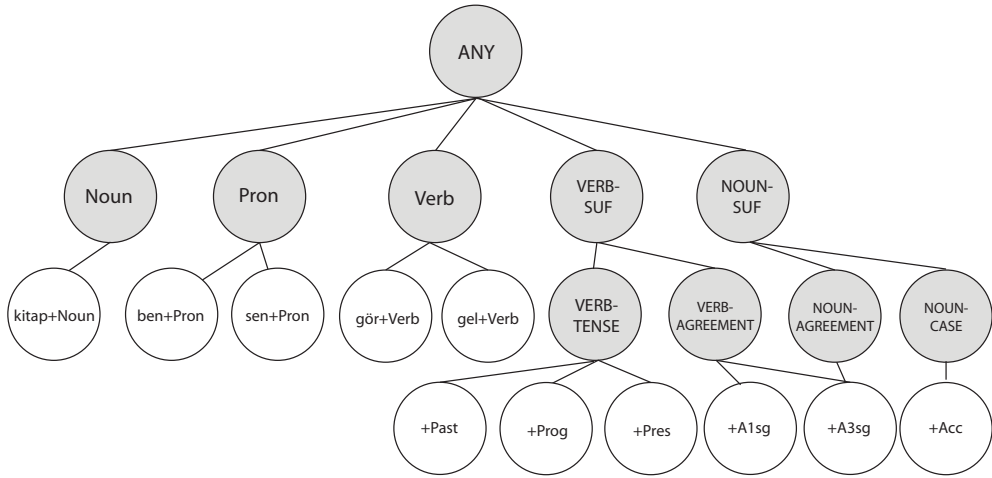 ANY
Noun
Pron
Verb
VERB-
SUF
NOUN-
SUF
kitap+Noun
ben+Pron
sen+Pron
gör+Verb
gel+Verb
VERB-
TENSE
VERB-
AGREEMENT
NOUN-
AGREEMENT
NOUN-
CASE
+Past
+Prog
+Pres
+A1sg
+A3sg
+Acc